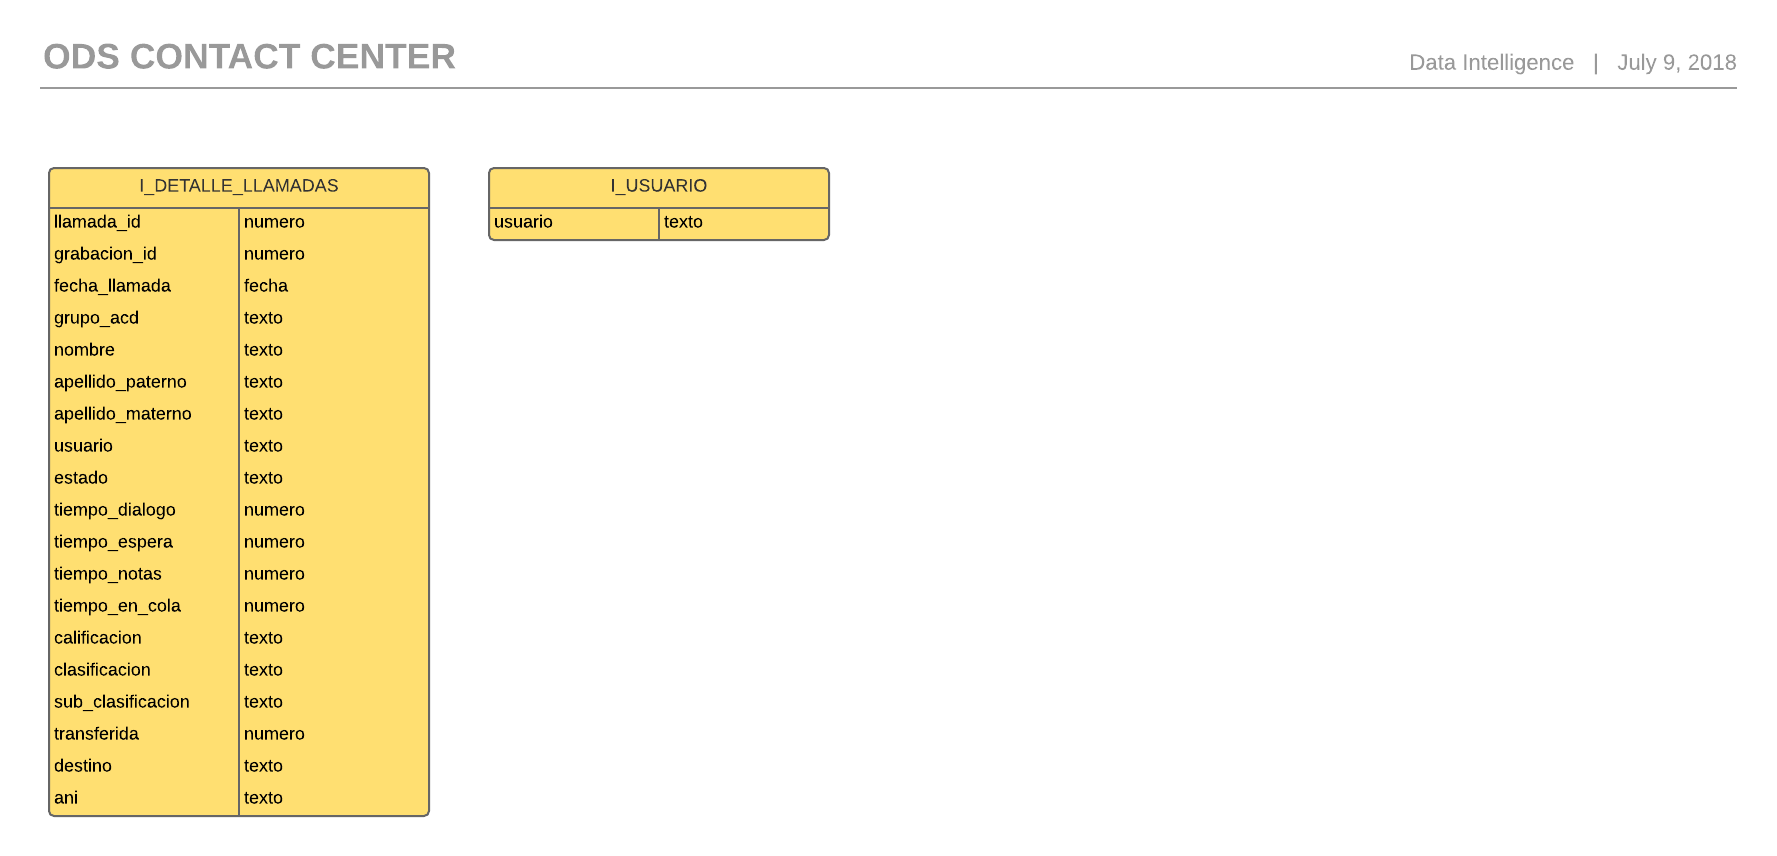 ODS CONTACT CENTER
Data Intelligence | July 9, 2018
I_DETALLE_LLAMADAS
llamada_id numero
grabacion_id numero
fecha_llamada fecha
grupo_acd texto
nombre texto
apellido_paterno texto
apellido_materno texto
usuario texto
estado texto
tiempo_dialogo numero
tiempo_espera numero
tiempo_notas numero
tiempo_en_cola numero
calificacion texto
clasificacion texto
sub_clasificacion texto
transferida numero
destino texto
ani texto
I_USUARIO
usuario texto